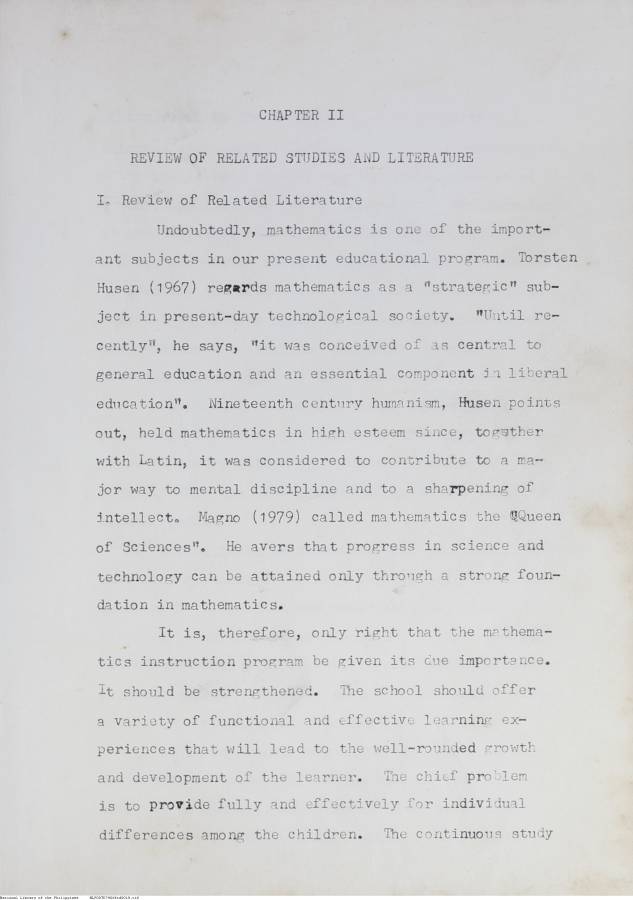 CHAPTER II
REVIEW OF RELATED STUDIES AND LITERATURE
I. Review of Related Literature
Undoubtedly, mathematics is one of the import-
ant subjects in our present educational program. Torsten
Husen (1967) regards mathematics as a "strategic" sub-
ject in present-day technological society. "Until re-
cently", he says, "it was conceived of as central to
general education and an essential component in liberal
education". Nineteenth century humanism, Husen points
out, held mathematics in high esteem since, together
with Latin, it was considered to contribute to a ma-
jor way to mental discipline and to a sharpening of
intellect. Magno (1979) called mathematics the "Queen
of Sciences". He avers that progress in science and
technology can be attained only through a strong foun-
dation in mathematics.
It is, therefore, only right that the mathema-
tics instruction program be given its due importance.
It should be strengthened. The school should offer
a variety of functional and effective learning ex-
periences that will lead to the well-rounded growth
and development of the learner. The chief problem
is to provide fully and effectively for individual
differences among the children. The continuous study
National Library of the Philippines